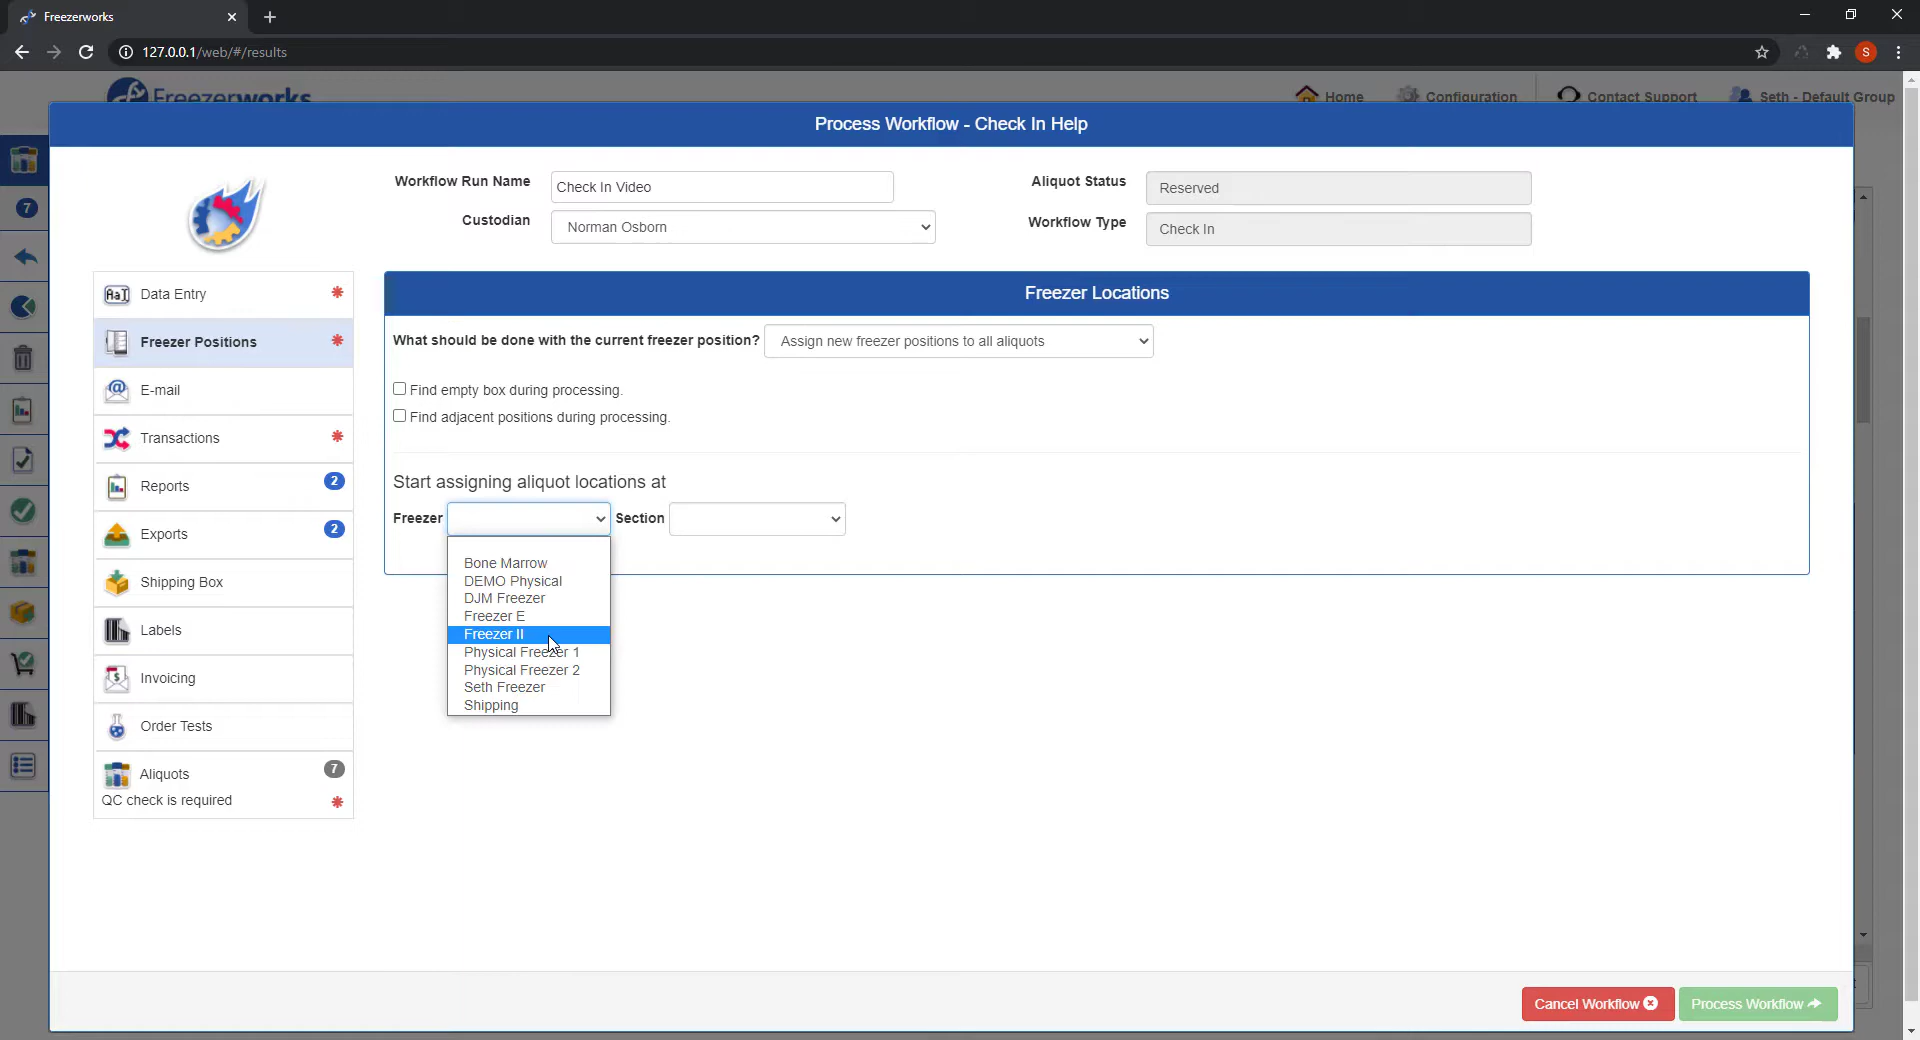 Freezerworks
127.0.0.1/web/#/results
S
Freezerworks
Home
Configuration
Contact Support
Seth - Default Group
Process Workflow - Check In Help
7
Workflow Run Name
Check In Video
Aliquot Status
Reserved
Custodian
Norman Osborn
Workflow Type
Check In
Data Entry
Freezer Positions
E-mail
Transactions
Reports
2
Exports
2
Shipping Box
Labels
Invoicing
Order Tests
Aliquots
7
QC check is required
Freezer Locations
What should be done with the current freezer position?
Assign new freezer positions to all aliquots
Find empty box during processing.
Find adjacent positions during processing.
Start assigning aliquot locations at
Freezer
Section
Bone Marrow
DEMO Physical
DJM Freezer
Freezer E
Freezer II
Physical Freezer 1
Physical Freezer 2
Seth Freezer
Shipping
Cancel Workflow
Process Workflow